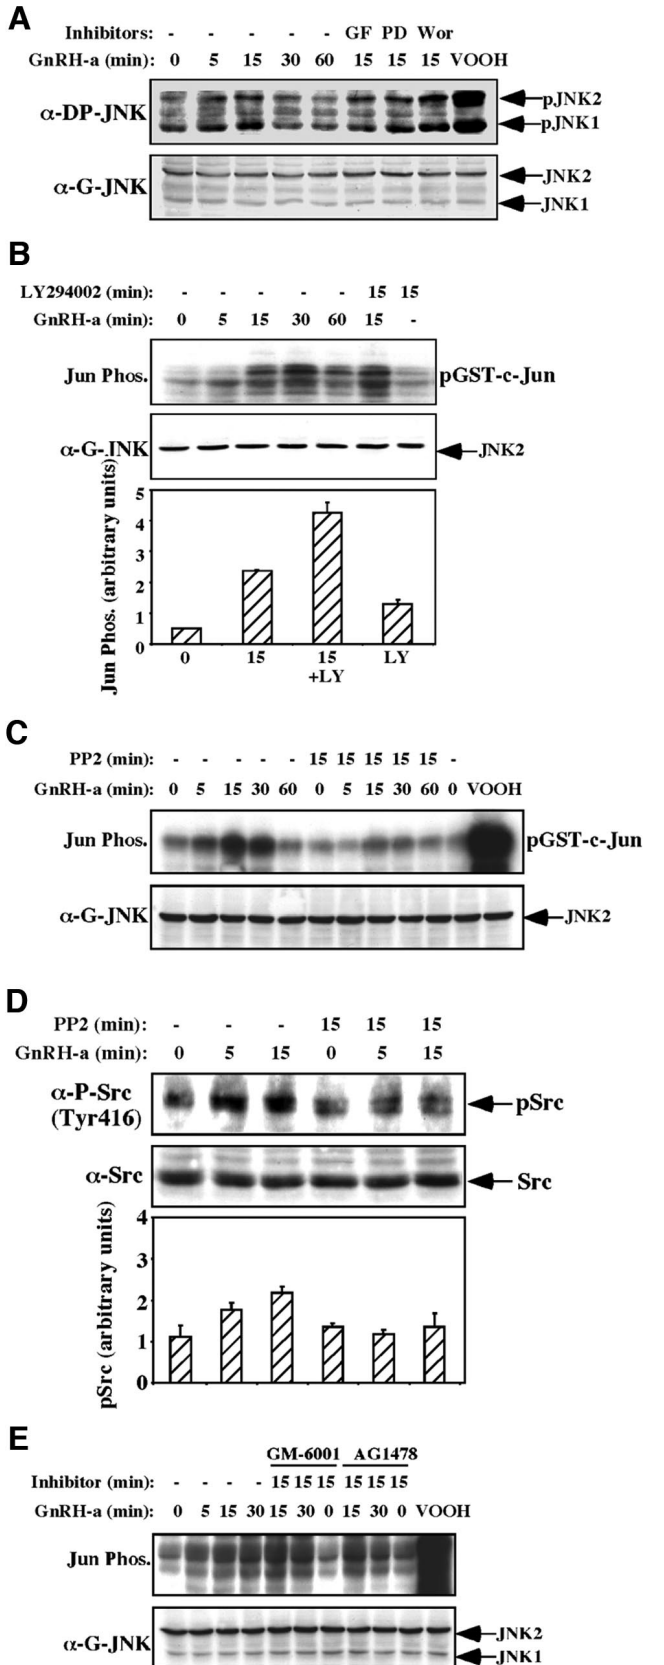 A
Inhibitors: - - - - - GF PD Wor
GnRH-a (min): 0 5 15 30 60 15 15 15 VOOH
α-DP-JNK
pJNK2
pJNK1
α-G-JNK
JNK2
JNK1
B
LY294002 (min): - - - - - 15 15
GnRH-a (min): 0 5 15 30 60 15 -
Jun Phos.
pGST-c-Jun
α-G-JNK
JNK2
Jun Phos. (arbitrary units)
5
4
3
2
1
0
0 15 15 LY
+LY
C
PP2 (min): - - - - - 15 15 15 15 15 -
GnRH-a (min): 0 5 15 30 60 0 5 15 30 60 0 VOOH
Jun Phos.
pGST-c-Jun
α-G-JNK
JNK2
D
PP2 (min): - - - 15 15 15
GnRH-a (min): 0 5 15 0 5 15
α-P-Src
(Tyr416)
pSrc
α-Src
Src
pSrc (arbitrary units)
4
3
2
1
0
E
GM-6001 AG1478
Inhibitor (min): - - - - 15 15 15 15 15 15
GnRH-a (min): 0 5 15 30 15 30 0 15 30 0 VOOH
Jun Phos.
α-G-JNK
JNK2
JNK1